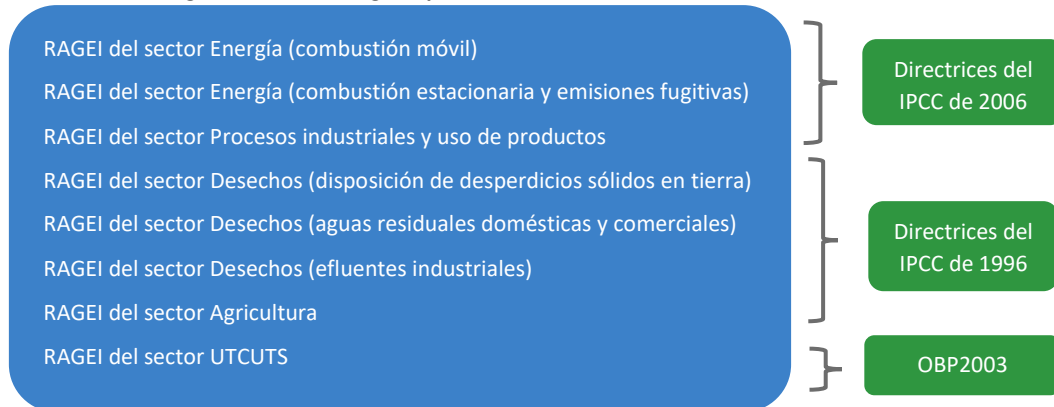 RAGEI del sector Energía (combustión móvil)
RAGEI del sector Energía (combustión estacionaria y emisiones fugitivas)
RAGEI del sector Procesos industriales y uso de productos
RAGEI del sector Desechos (disposición de desperdicios sólidos en tierra)
RAGEI del sector Desechos (aguas residuales domésticas y comerciales)
RAGEI del sector Desechos (efluentes industriales)
RAGEI del sector Agricultura
RAGEI del sector UTCUTS
Directrices del
IPCC de 2006
Directrices del
IPCC de 1996
OBP2003